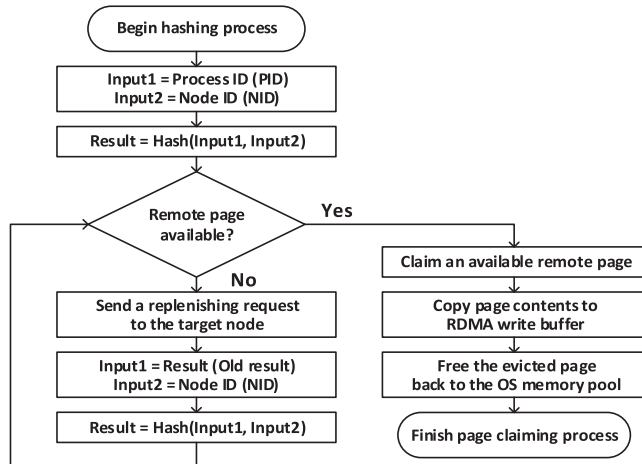 Begin hashing process
Input1 = Process ID (PID)
Input2 = Node ID (NID)
Result = Hash(Input1, Input2)
Remote page
available?
Yes
No
Send a replenishing request
to the target node
Input1 = Result (Old result)
Input2 = Node ID (NID)
Result = Hash(Input1, Input2)
Claim an available remote page
Copy page contents to
RDMA write buffer
Free the evicted page
back to the OS memory pool
Finish page claiming process